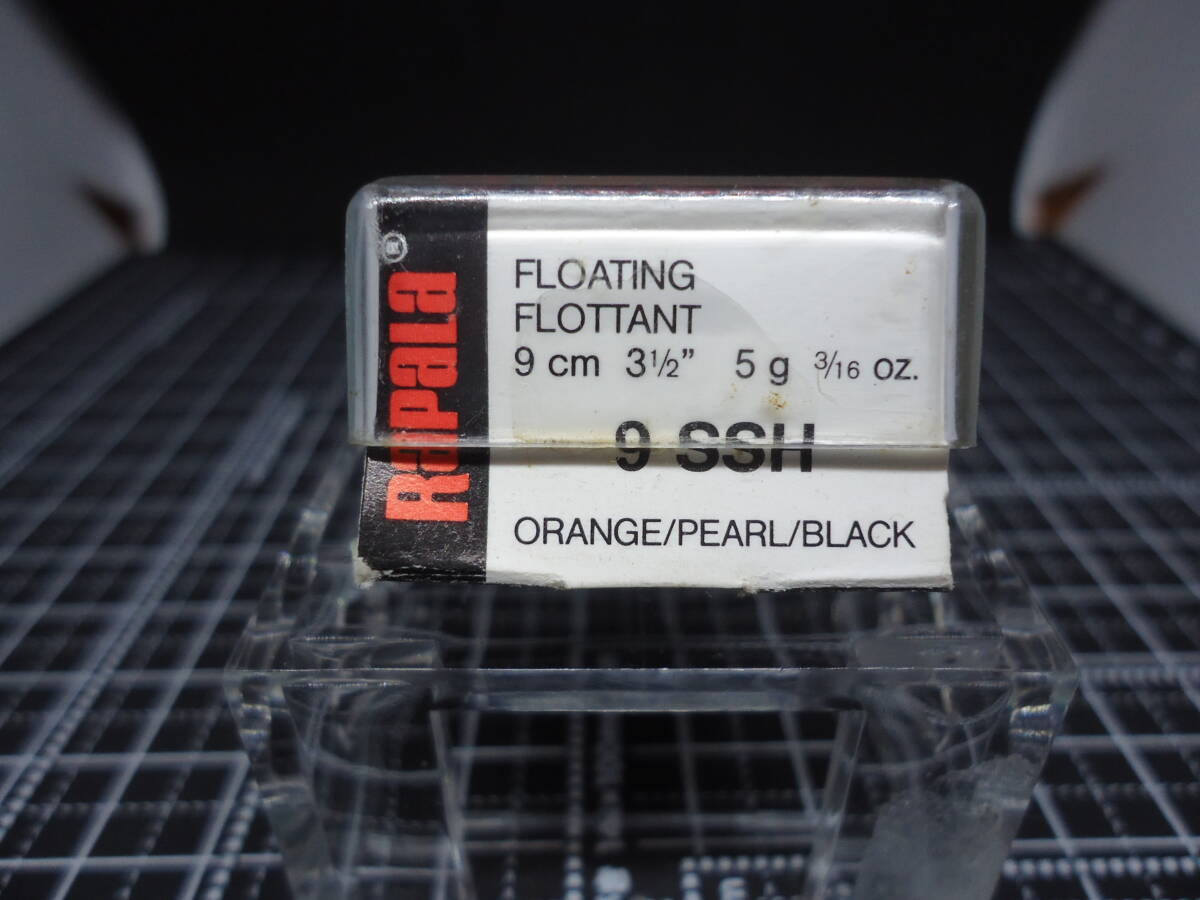 RAPALA®
FLOATING
FLOTTANT
9 cm 3½” 5 g 3/16 oz.
9 SSH
ORANGE/PEARL/BLACK